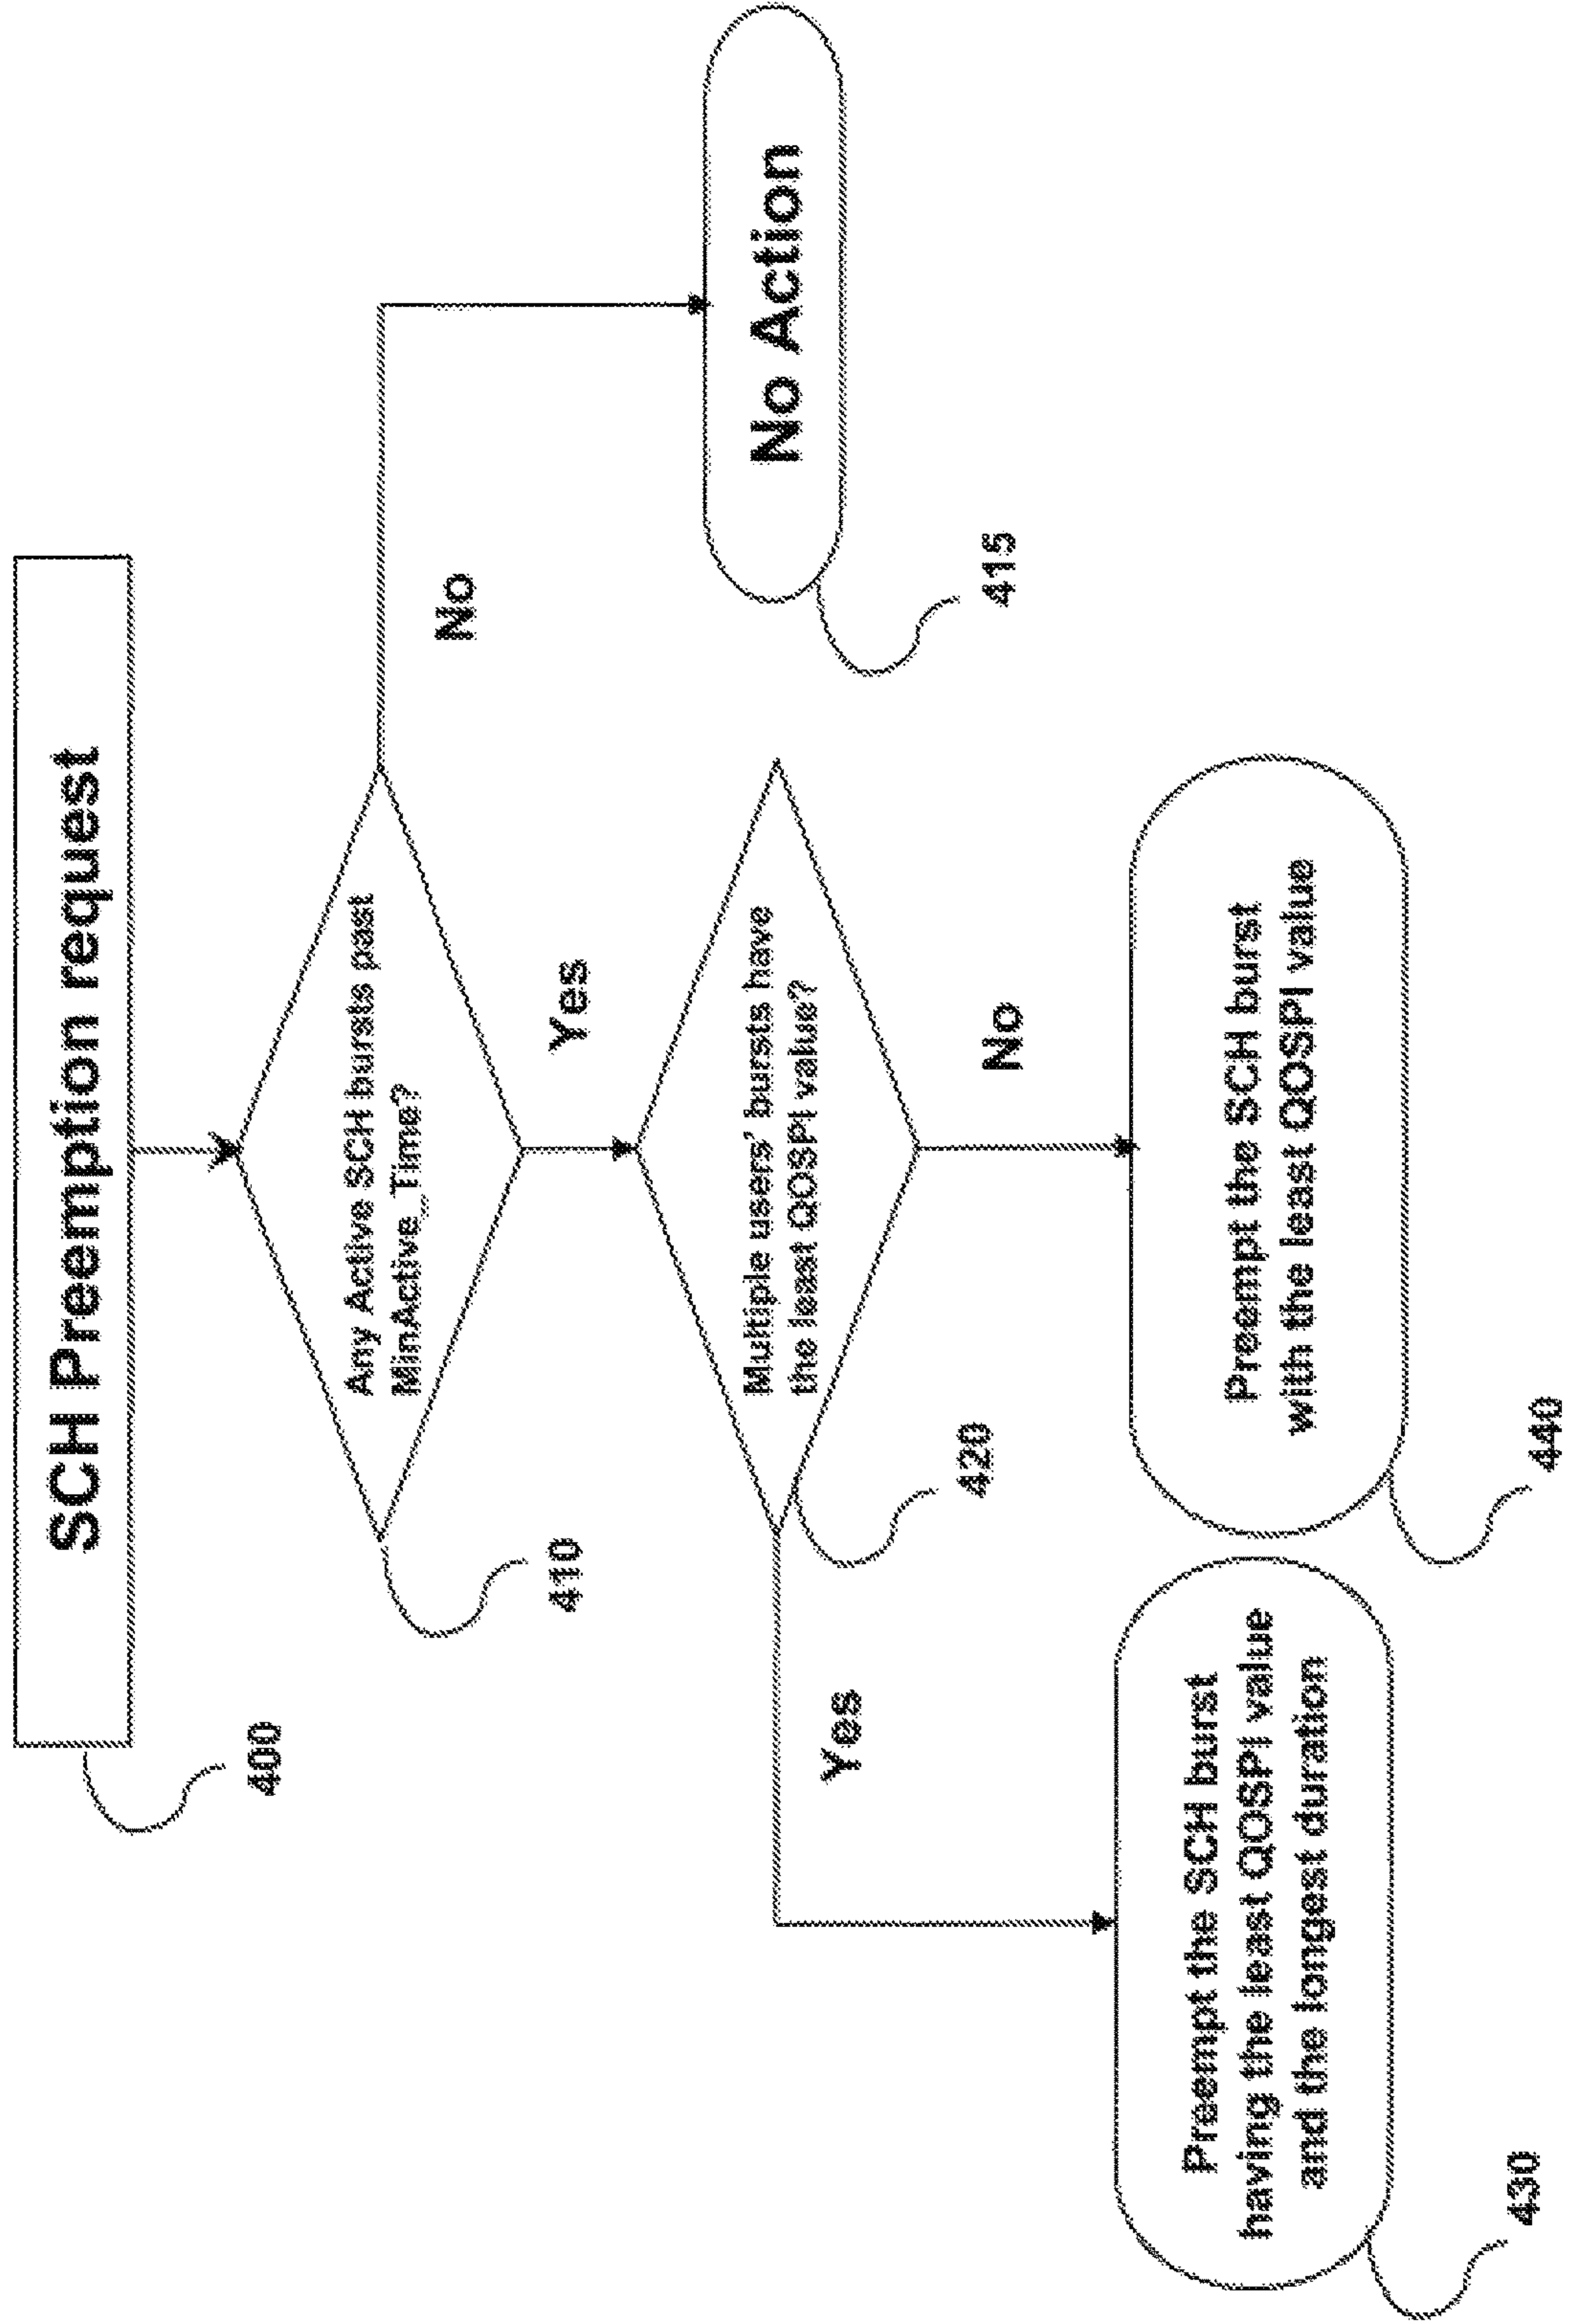 SCH Preemption request
400
Any Active SCH bursts past
MinActive_Time?
410
No
Yes
No Action
415
Multiple users' bursts have
the least QOSPI value?
420
Yes
No
Preempt the SCH burst
having the least QOSPI value
and the longest duration
430
Preempt the SCH burst
with the least QOSPI value
440